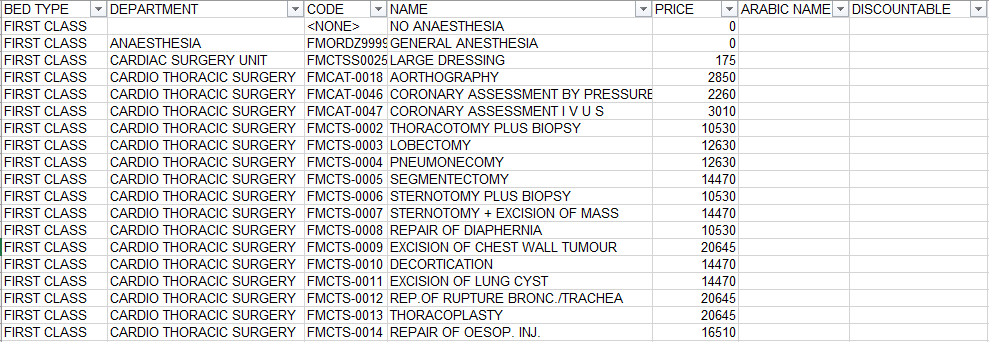 BED TYPE DEPARTMENT CODE NAME PRICE ARABIC NAME DISCOUNTABLE
FIRST CLASS <NONE> NO ANAESTHESIA 0
FIRST CLASS ANAESTHESIA FMORDZ9999 GENERAL ANESTHESIA 0
FIRST CLASS CARDIAC SURGERY UNIT FMCTSS0025 LARGE DRESSING 175
FIRST CLASS CARDIO THORACIC SURGERY FMCAT-0018 AORTHOGRAPHY 2850
FIRST CLASS CARDIO THORACIC SURGERY FMCAT-0046 CORONARY ASSESSMENT BY PRESSURE 2260
FIRST CLASS CARDIO THORACIC SURGERY FMCAT-0047 CORONARY ASSESSMENT I V U S 3010
FIRST CLASS CARDIO THORACIC SURGERY FMCTS-0002 THORACOTOMY PLUS BIOPSY 10530
FIRST CLASS CARDIO THORACIC SURGERY FMCTS-0003 LOBECTOMY 12630
FIRST CLASS CARDIO THORACIC SURGERY FMCTS-0004 PNEUMONECOMY 12630
FIRST CLASS CARDIO THORACIC SURGERY FMCTS-0005 SEGMENTECTOMY 14470
FIRST CLASS CARDIO THORACIC SURGERY FMCTS-0006 STERNOTOMY PLUS BIOPSY 10530
FIRST CLASS CARDIO THORACIC SURGERY FMCTS-0007 STERNOTOMY + EXCISION OF MASS 14470
FIRST CLASS CARDIO THORACIC SURGERY FMCTS-0008 REPAIR OF DIAPHERNIA 10530
FIRST CLASS CARDIO THORACIC SURGERY FMCTS-0009 EXCISION OF CHEST WALL TUMOUR 20645
FIRST CLASS CARDIO THORACIC SURGERY FMCTS-0010 DECORTICATION 14470
FIRST CLASS CARDIO THORACIC SURGERY FMCTS-0011 EXCISION OF LUNG CYST 14470
FIRST CLASS CARDIO THORACIC SURGERY FMCTS-0012 REP.OF RUPTURE BRONC./TRACHEA 20645
FIRST CLASS CARDIO THORACIC SURGERY FMCTS-0013 THORACOPLASTY 20645
FIRST CLASS CARDIO THORACIC SURGERY FMCTS-0014 REPAIR OF OESOP. INJ. 16510